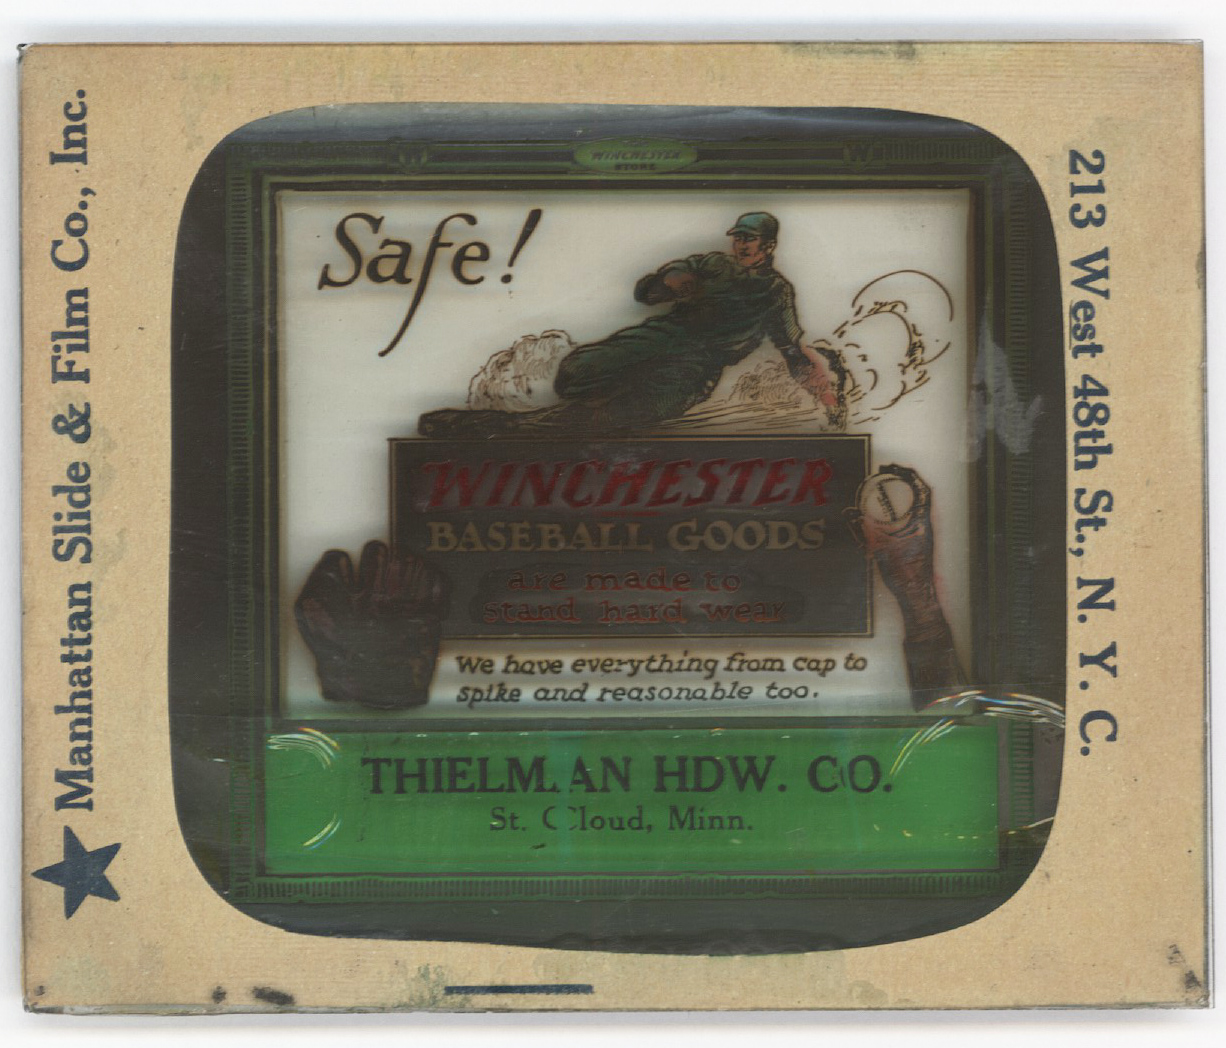 Manhattan Slide & Film Co., Inc.
WINCHESTER
STORE
Safe!
WINCHESTER
BASEBALL GOODS
are made to
stand hard wear
We have everything from cap to
spike and reasonable too.
THIELMAN HDW. CO.
St. Cloud, Minn.
213 West 48th St., N. Y. C.